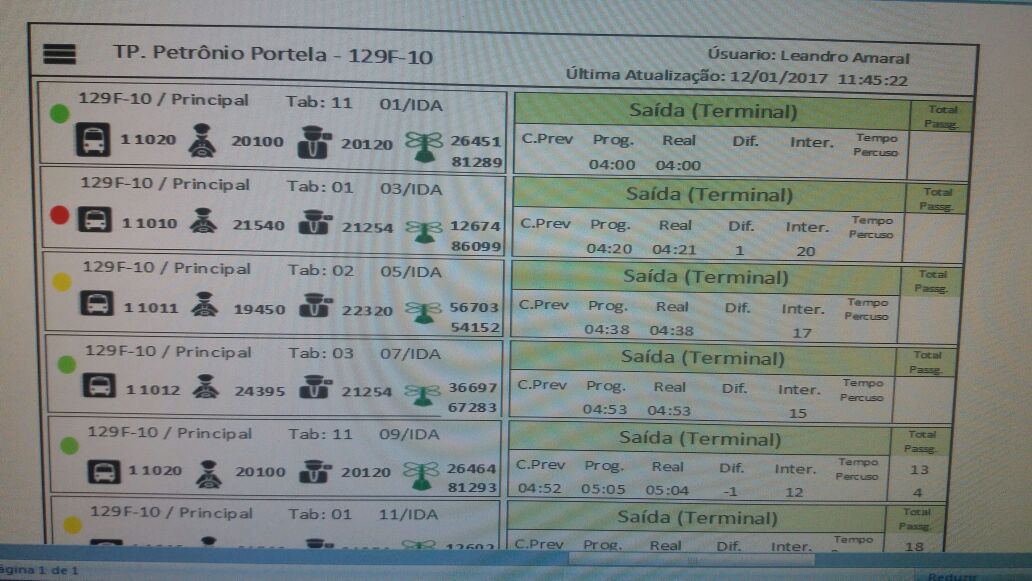 TP. Petrônio Portela - 129F-10
Úsuario: Leandro Amaral
Última Atualização: 12/01/2017 11:45:22
129F-10 / Principal Tab: 11 01/IDA
11020 20100 20120 26451
81289
Saída (Terminal) Total Passg.
C.Prev Prog. Real Dif. Inter. Tempo Percuso
04:00 04:00
129F-10 / Principal Tab: 01 03/IDA
11010 21540 21254 12674
86099
Saída (Terminal) Total Passg.
C.Prev Prog. Real Dif. Inter. Tempo Percuso
04:20 04:21 1 20
129F-10 / Principal Tab: 02 05/IDA
11011 19450 22320 56703
54152
Saída (Terminal) Total Passg.
C.Prev Prog. Real Dif. Inter. Tempo Percuso
04:38 04:38 17
129F-10 / Principal Tab: 03 07/IDA
11012 24395 21254 36697
67283
Saída (Terminal) Total Passg.
C.Prev Prog. Real Dif. Inter. Tempo Percuso
04:53 04:53 15
129F-10 / Principal Tab: 11 09/IDA
11020 20100 20120 26464
81293
Saída (Terminal) Total Passg.
C.Prev Prog. Real Dif. Inter. Tempo Percuso 13
04:52 05:05 05:04 -1 12 4
129F-10 / Principal Tab: 01 11/IDA
Saída (Terminal) Total Passg.
C.Prev Prog. Real Dif. Inter. Tempo 18
ágina 1 de 1